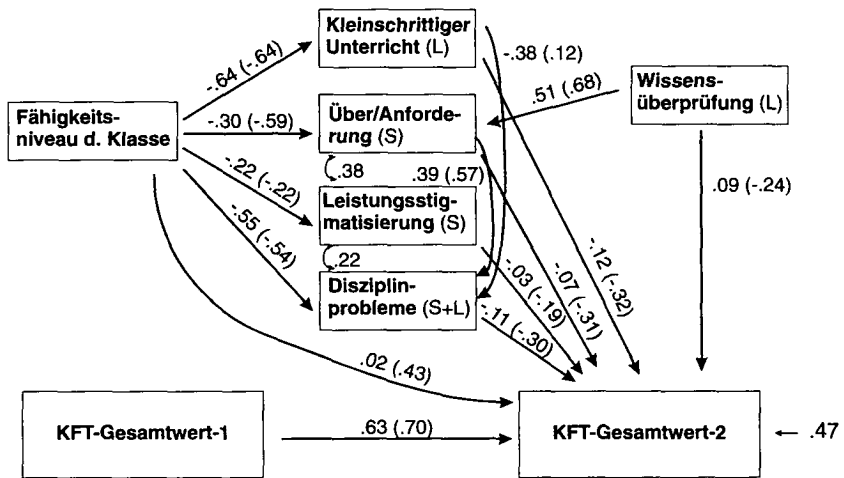 Kleinschrittiger
Unterricht (L)
-.38 (.12)
-.64 (-.64)
.51 (.68)
Wissens-
überprüfung (L)
Fähigkeits-
niveau d. Klasse
-.30 (-.59)
Über/Anforde-
rung (S)
.38
.39 (.57)
-.22 (-.22)
.09 (-.24)
Leistungsstig-
matisierung (S)
-.55 (-.54)
.22
Disziplin-
probleme (S+L)
-.03 (-.19)
-.07 (-.31)
-.12 (-.32)
-.11 (-.30)
.02 (.43)
KFT-Gesamtwert-1
.63 (.70)
KFT-Gesamtwert-2
.47